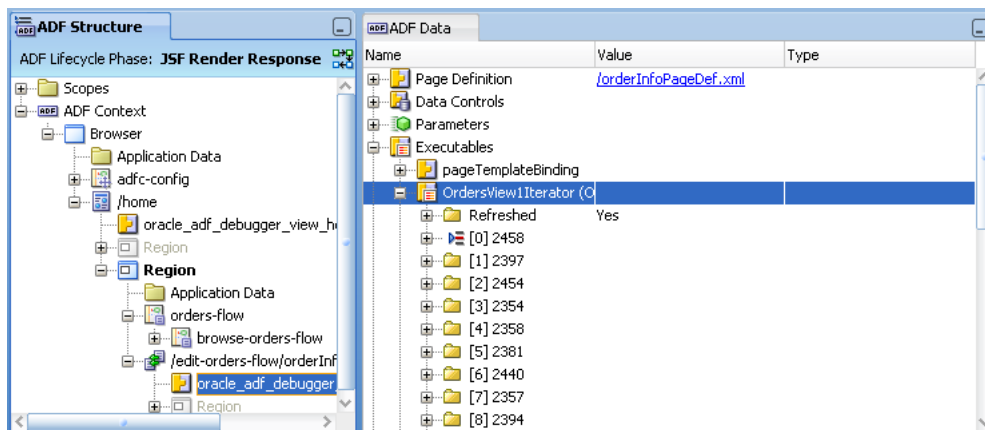 ADF Structure
ADF Lifecycle Phase: JSF Render Response
Scopes
ADF ADF Context
Browser
Application Data
adfc-config
/home
oracle_adf_debugger_view_h
Region
Region
Application Data
orders-flow
browse-orders-flow
/edit-orders-flow/orderInf
oracle_adf_debugger
Region
ADF ADF Data
Name Value Type
Page Definition /orderInfoPageDef.xml
Data Controls
Parameters
Executables
pageTemplateBinding
OrdersView1Iterator (O
Refreshed Yes
[0] 2458
[1] 2397
[2] 2454
[3] 2354
[4] 2358
[5] 2381
[6] 2440
[7] 2357
[8] 2394